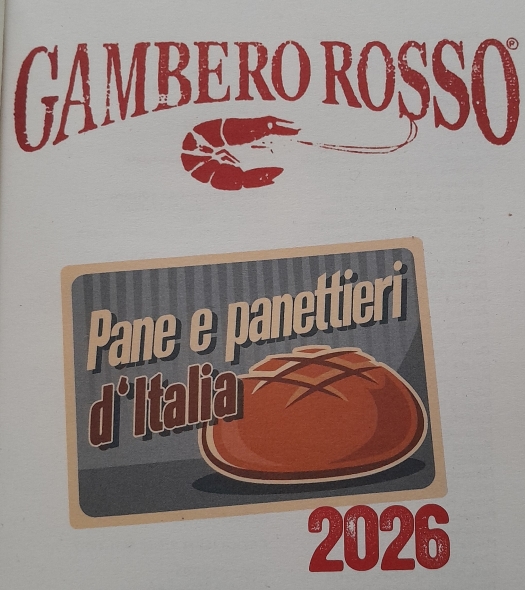 GAMBERO ROSSO®
Pane e panettieri
d'Italia
2026